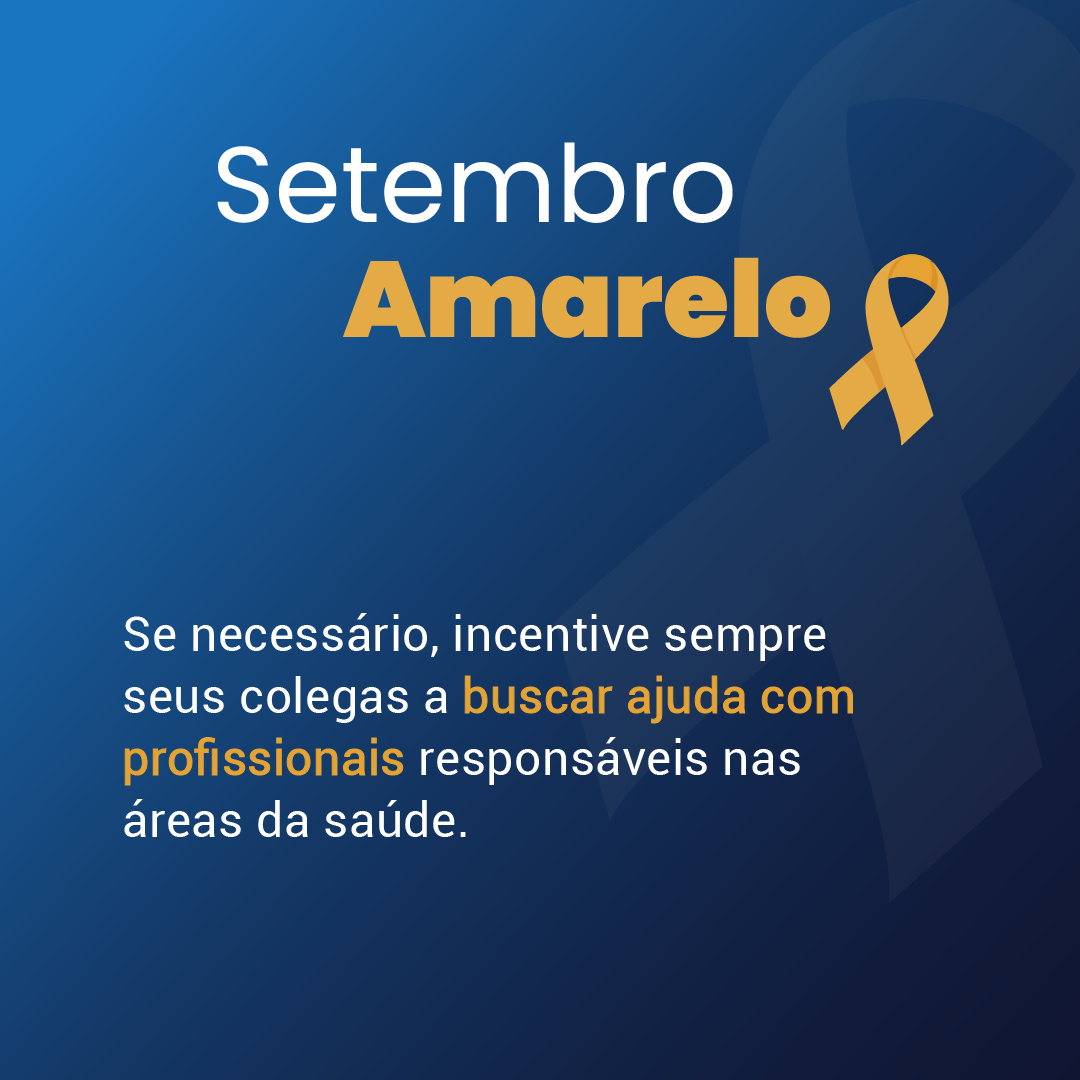 Setembro
Amarelo
Se necessário, incentive sempre
seus colegas a buscar ajuda com
profissionais responsáveis nas
áreas da saúde.